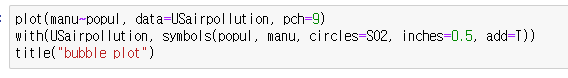 plot(manu~popul, data=USairpollution, pch=9)
with(USairpollution, symbols(popul, manu, circles=SO2, inches=0.5, add=T))
title("bubble plot")